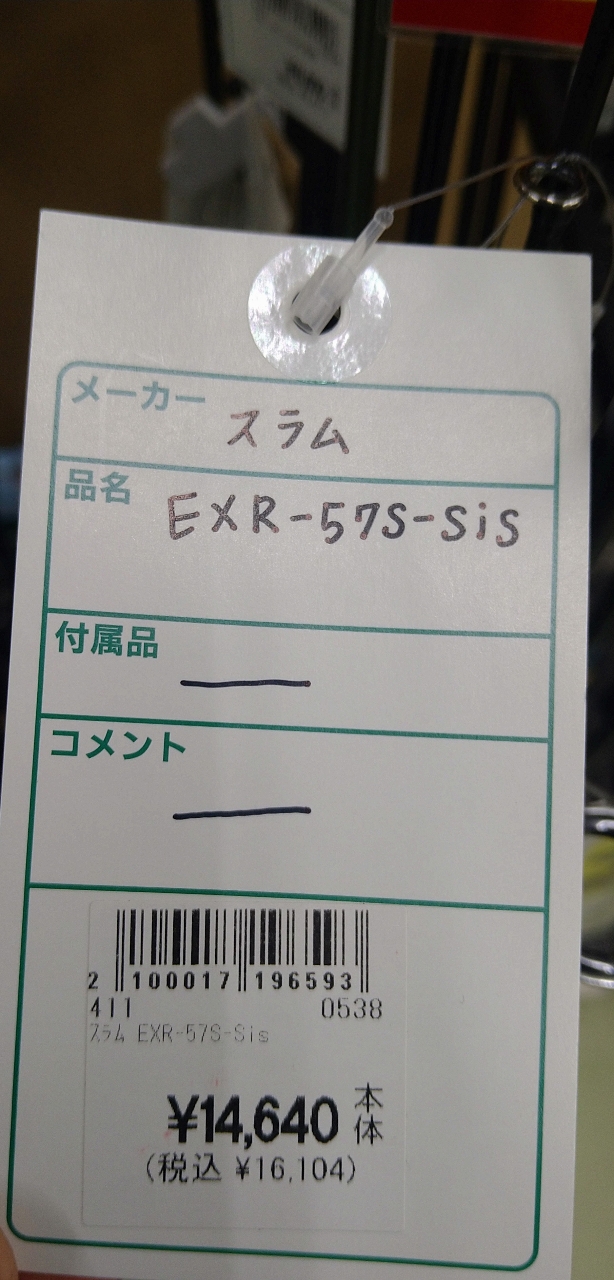 メーカー
スラム
品名
EXR-57S-SiS
付属品
コメント
2 100017 196593
411 0538
スラム EXR-57S-Sis
¥14,640 本体
(税込 ¥16,104)